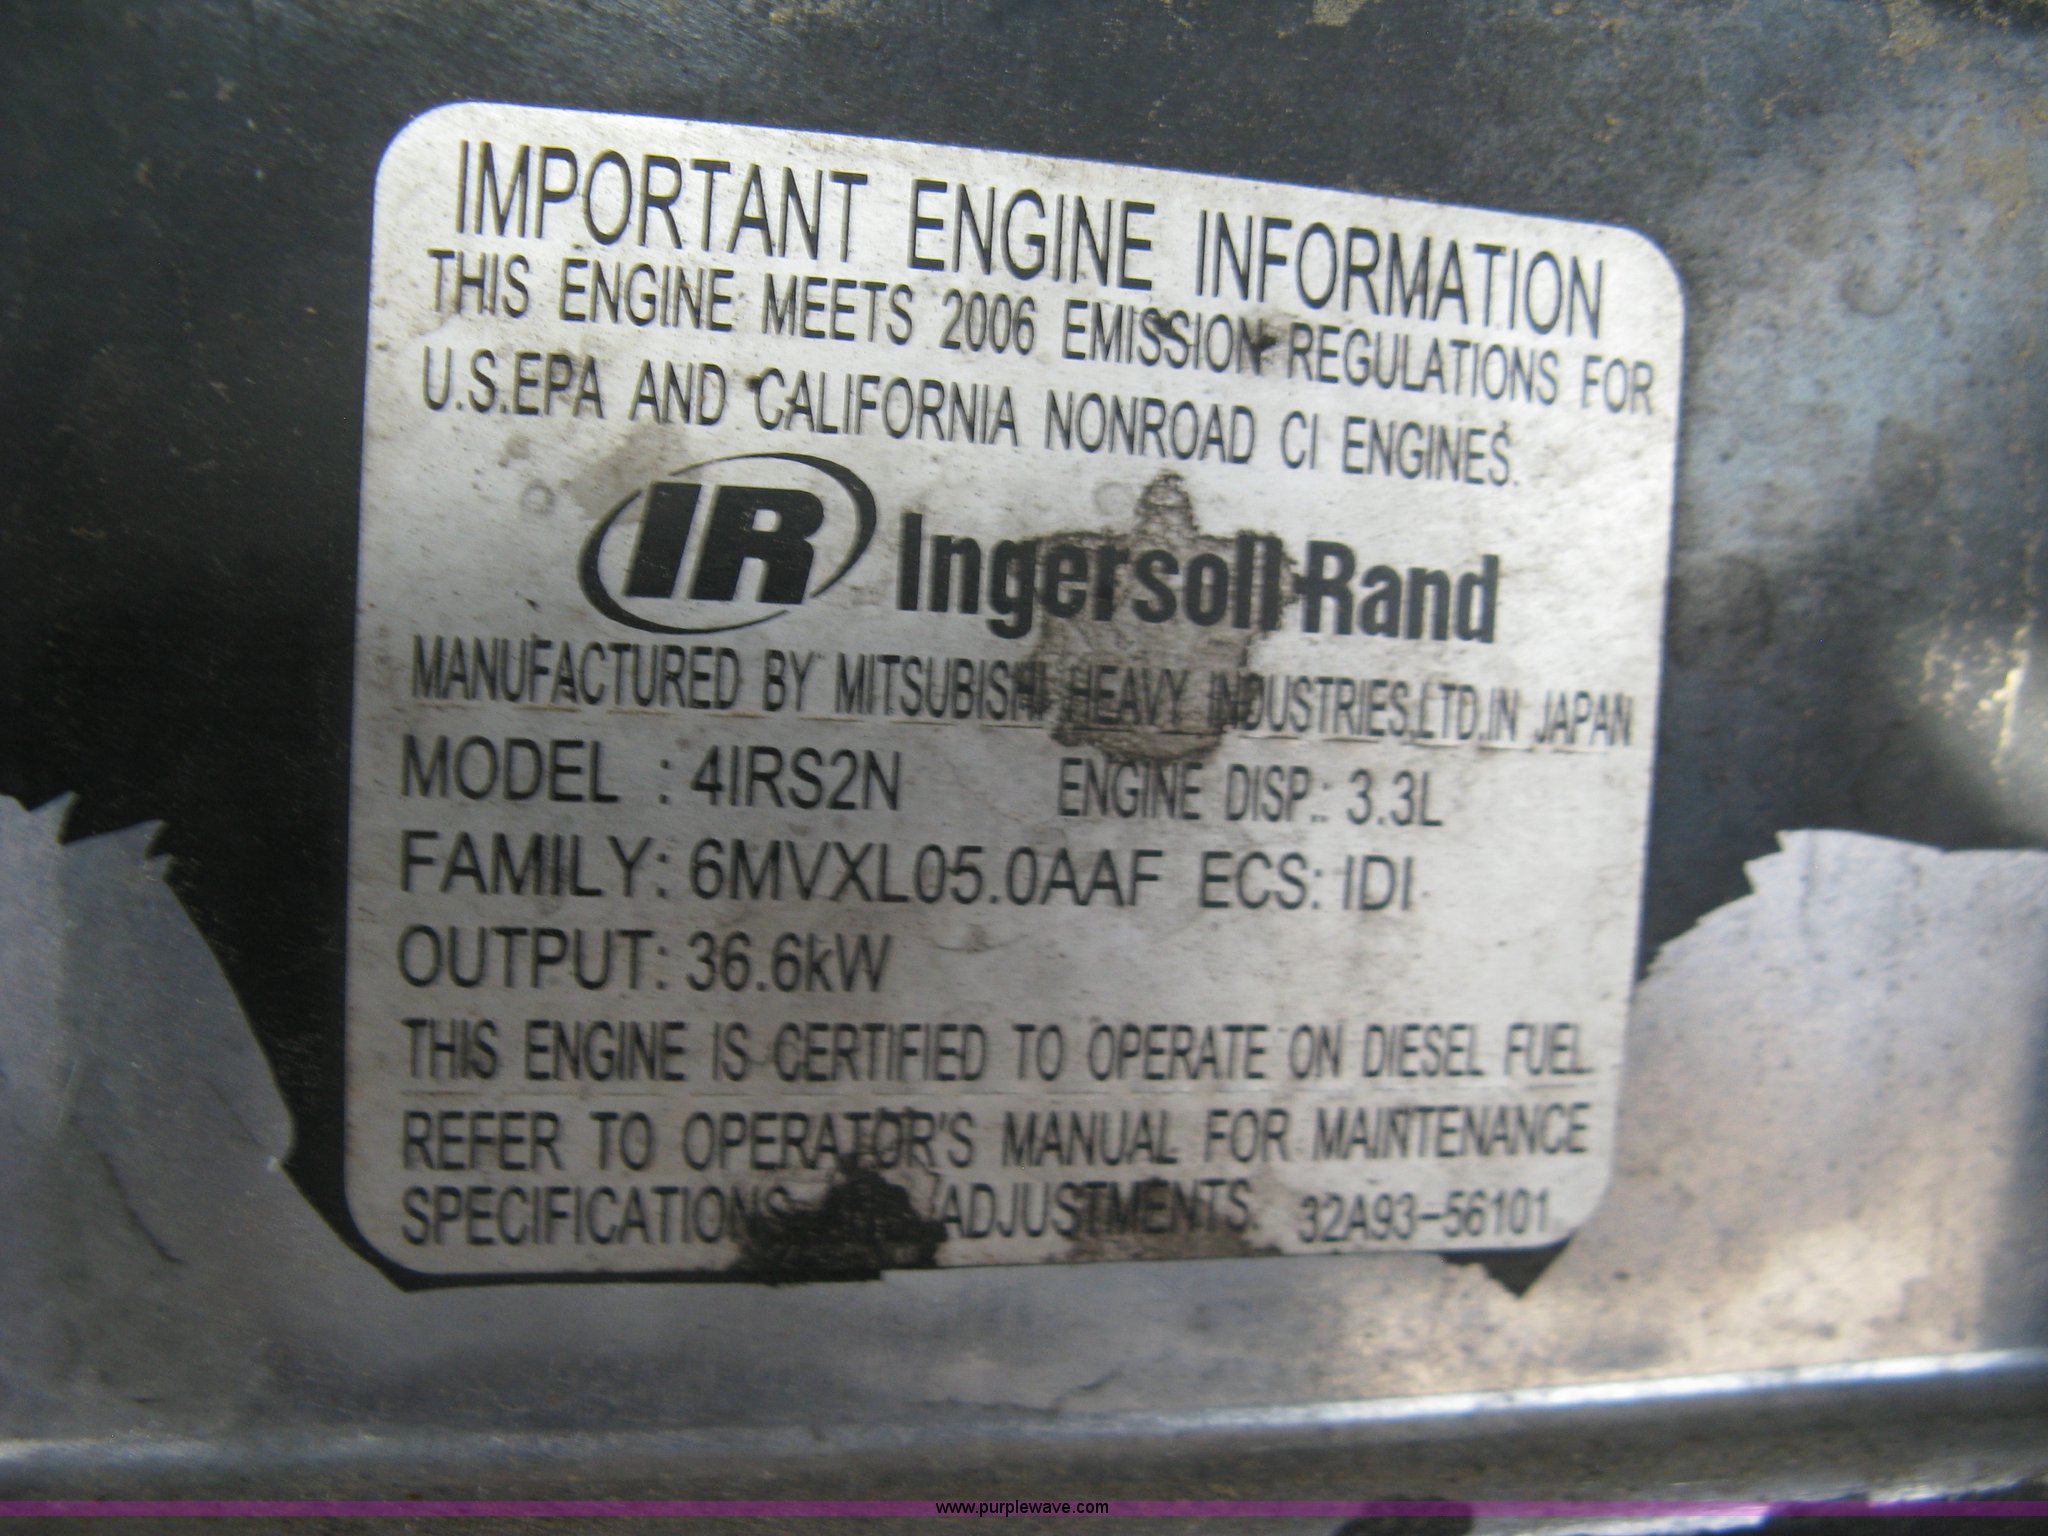 IMPORTANT ENGINE INFORMATION
THIS ENGINE MEETS 2006 EMISSION REGULATIONS FOR
U.S.EPA AND CALIFORNIA NONROAD CI ENGINES.
IR Ingersoll-Rand
MANUFACTURED BY MITSUBISHI HEAVY INDUSTRIES,LTD.IN JAPAN
MODEL : 4IRS2N ENGINE DISP.: 3.3L
FAMILY: 6MVXL05.0AAF ECS: IDI
OUTPUT: 36.6kW
THIS ENGINE IS CERTIFIED TO OPERATE ON DIESEL FUEL
REFER TO OPERATOR'S MANUAL FOR MAINTENANCE
SPECIFICATIONS ADJUSTMENTS. 32A93-56101
www.purplewave.com